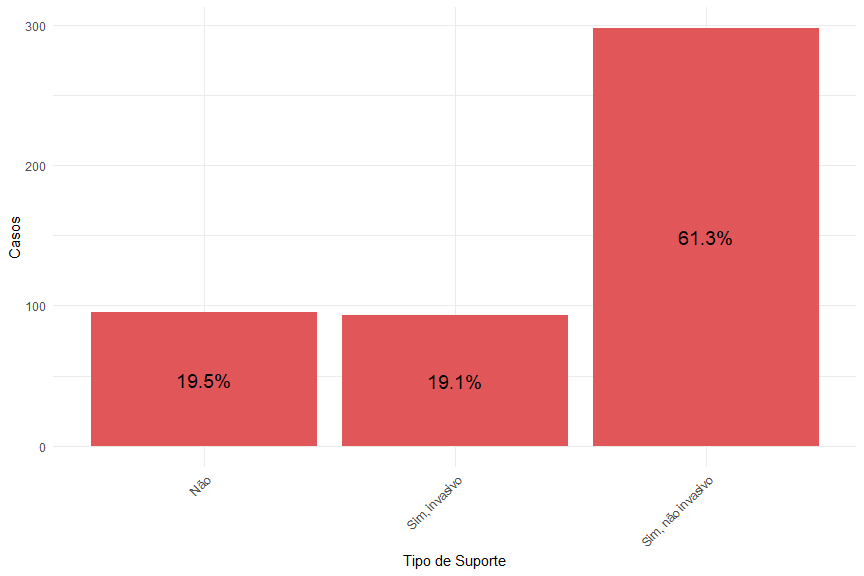 300
200
100
0
Casos
19.5%
19.1%
61.3%
Não
Sim, invasivo
Sim, não invasivo
Tipo de Suporte